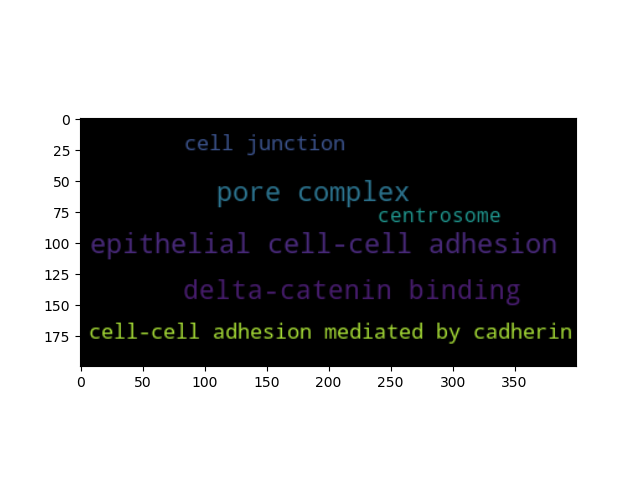 0
25
50
75
100
125
150
175
cell junction
pore complex
centrosome
epithelial cell-cell adhesion
delta-catenin binding
cell-cell adhesion mediated by cadherin
0 50 100 150 200 250 300 350